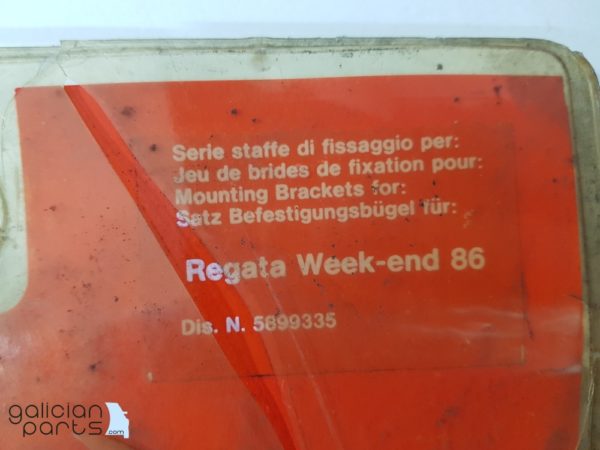 Serie staffe di fissaggio per:
Jeu de brides de fixation pour:
Mounting Brackets for:
Satz Befestigungsbügel für:
Regata Week-end 86
Dis. N. 5899335
galician
parts.com